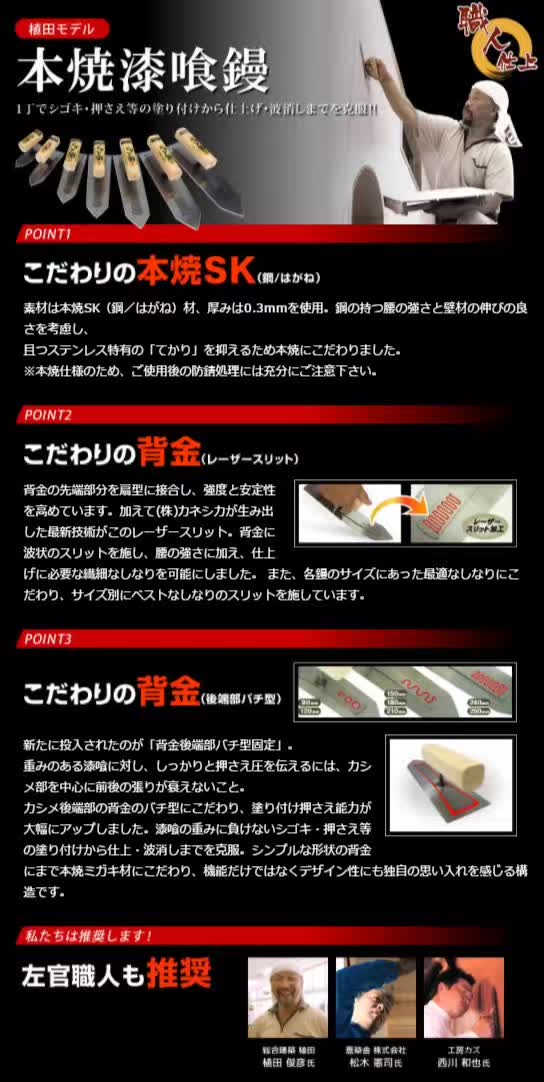 植田モデル
職人仕上
本焼漆喰鏝
1丁でシゴキ・押さえ等の塗り付けから仕上げ・波消しまでを克服!!
POINT1
こだわりの本焼SK(鋼/はがね)
素材は本焼SK（鋼／はがね）材、厚みは0.3mmを使用。鋼の持つ腰の強さと壁材の伸びの良
さを考慮し、
且つステンレス特有の「てかり」を抑えるため本焼にこだわりました。
※本焼仕様のため、ご使用後の防錆処理には充分にご注意下さい。
POINT2
こだわりの背金(レーザースリット)
背金の先端部分を扇型に接合し、強度と安定性
を高めています。加えて(株)カネシカが生み出
した最新技術がこのレーザースリット。背金に
波状のスリットを施し、腰の強さに加え、仕上
げに必要な繊細なしなりを可能にしました。 また、各鏝のサイズにあった最適なしなりにこ
だわり、サイズ別にベストなしなりのスリットを施しています。
レーザー
スリット加工
POINT3
こだわりの背金(後端部バチ型)
90mm
120mm
150mm
180mm
210mm
240mm
新たに投入されたのが「背金後端部バチ型固定」。
重みのある漆喰に対し、しっかりと押さえ圧を伝えるには、カシ
メ部を中心に前後の張りが衰えないこと。
カシメ後端部の背金のバチ型にこだわり、塗り付け押さえ能力が
大幅にアップしました。漆喰の重みに負けないシゴキ・押さえ等
の塗り付けから仕上・波消しまでを克服。シンプルな形状の背金
にまで本焼ミガキ材にこだわり、機能だけではなくデザイン性にも独自の思い入れを感じる構
造です。
私たちは推奨します!
左官職人も推奨
総合建築 植田
植田 俊彦氏
株式会社
松木 憲司氏
工房カズ
西川 和也氏